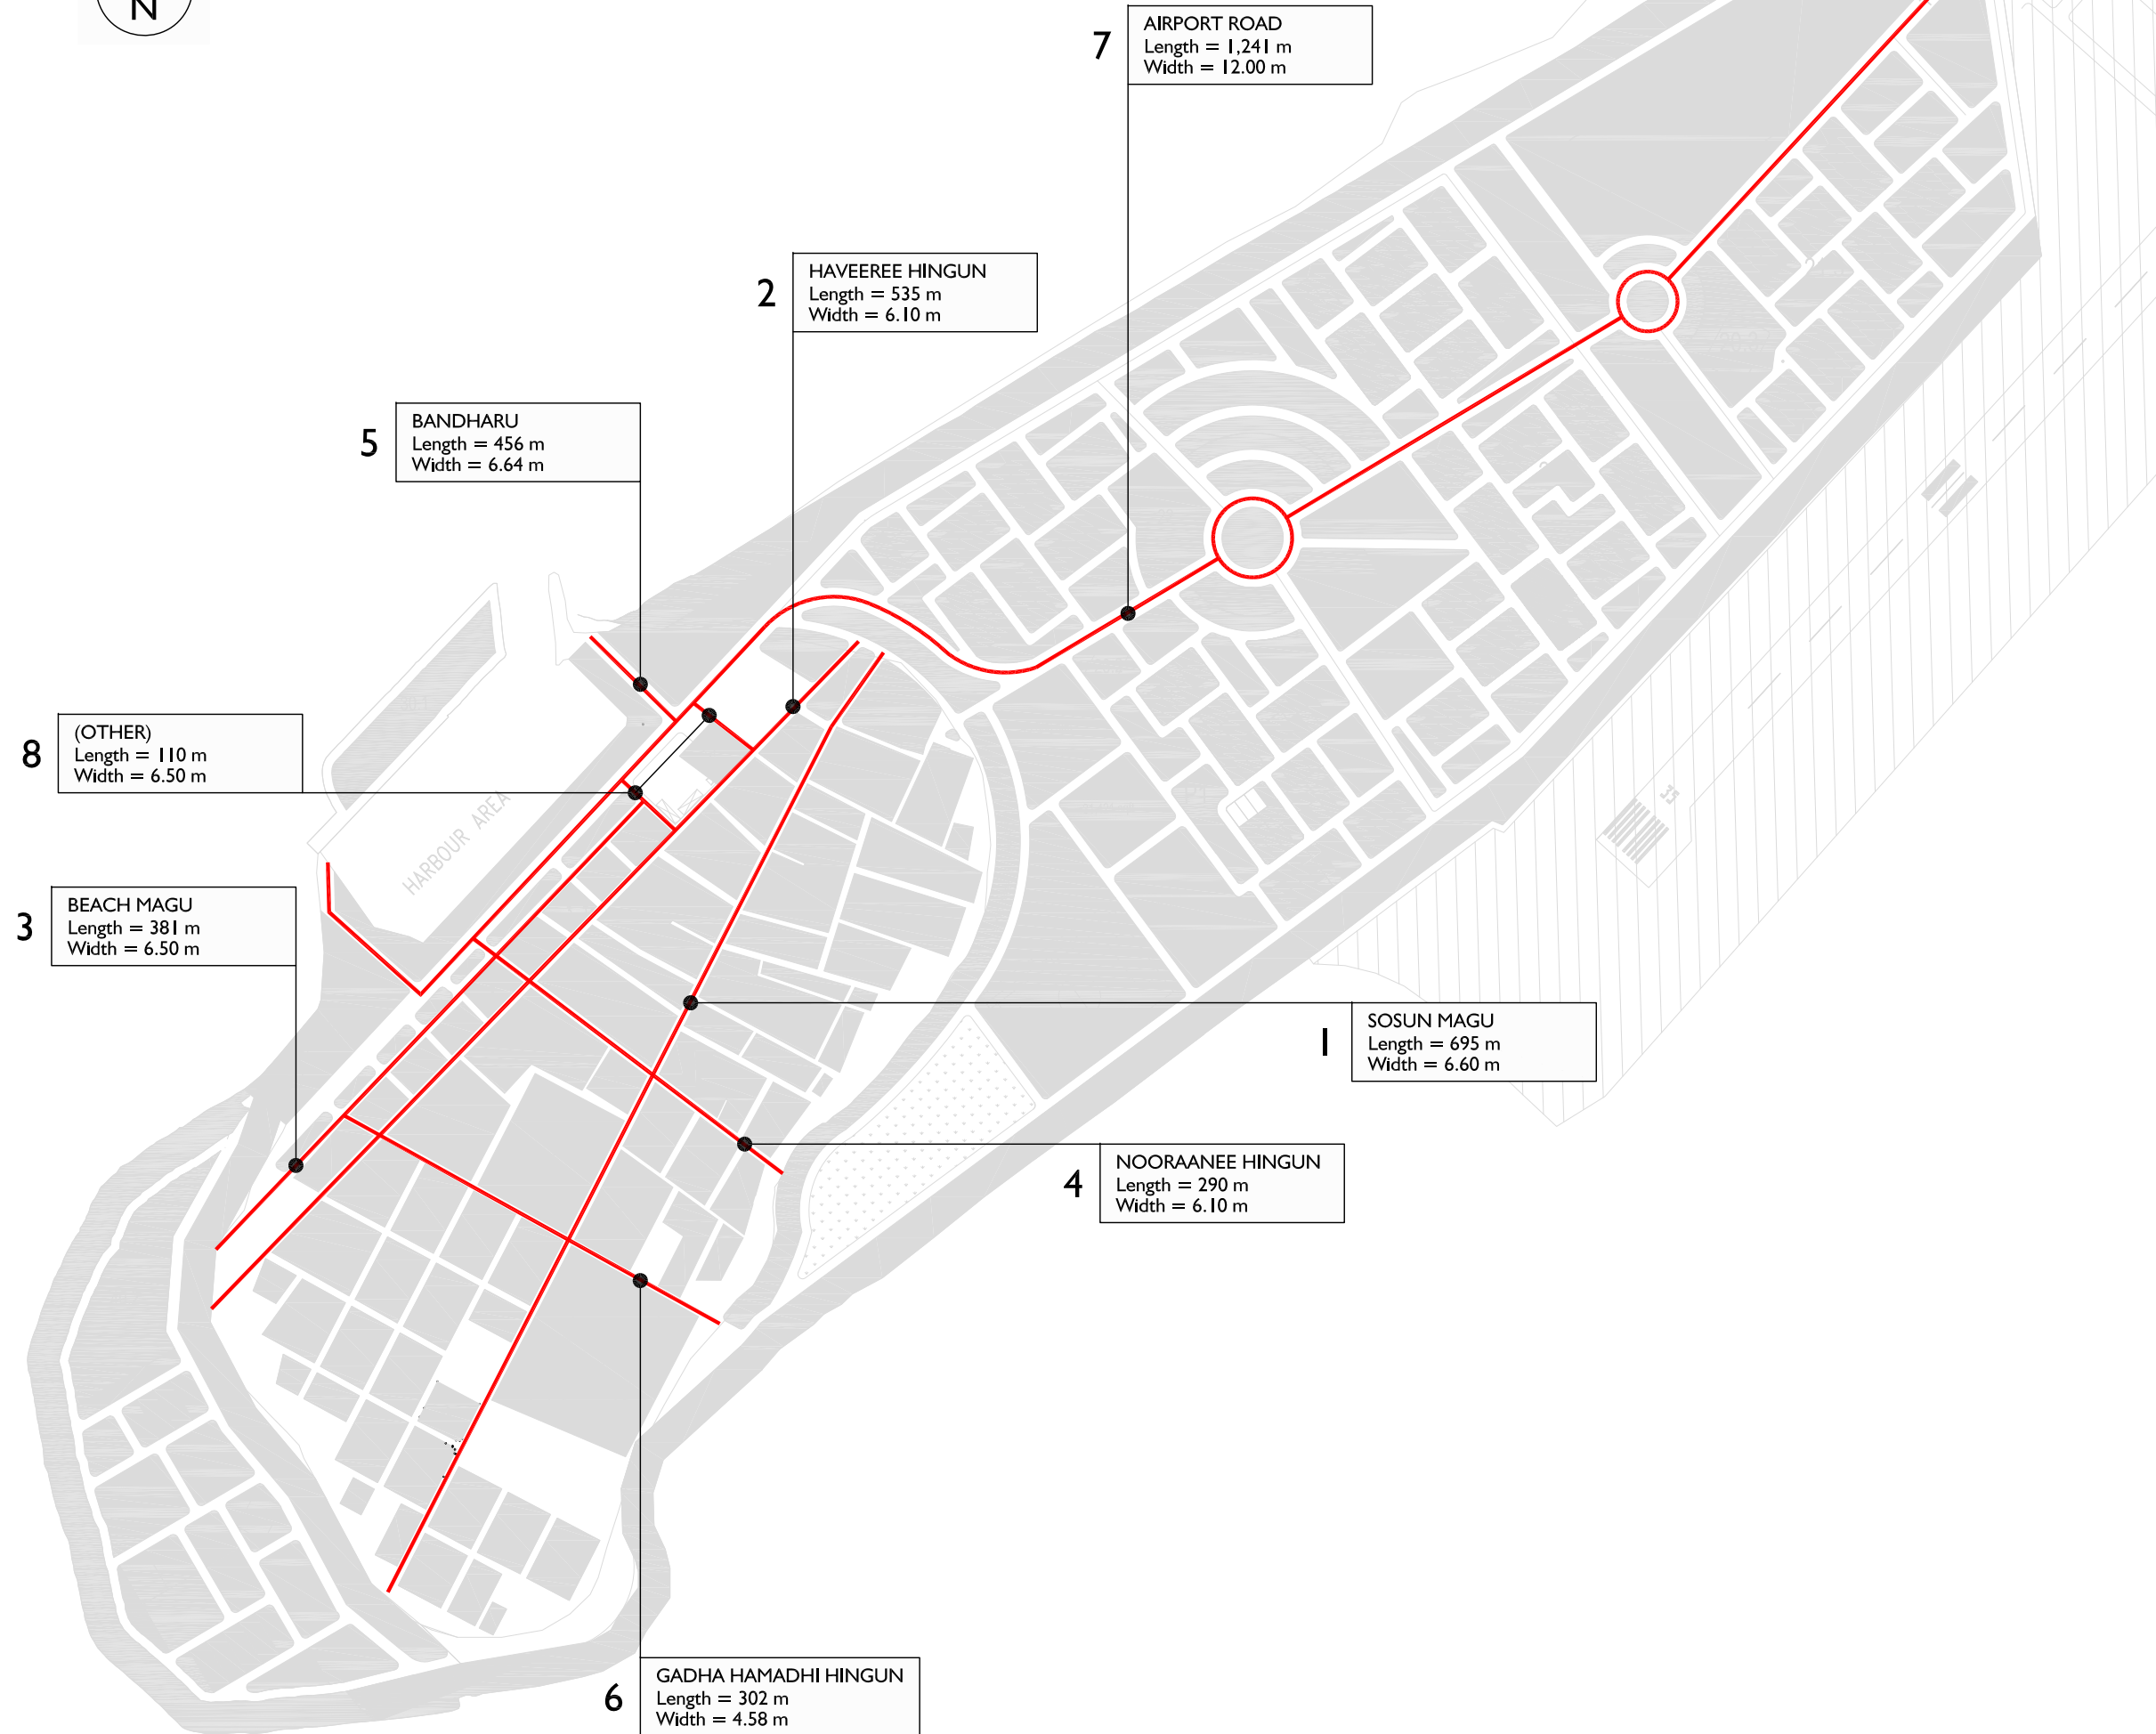 N
7
AIRPORT ROAD
Length = 1,241 m
Width = 12.00 m
2
HAVEEREE HINGUN
Length = 535 m
Width = 6.10 m
5
BANDHARU
Length = 456 m
Width = 6.64 m
8
(OTHER)
Length = 110 m
Width = 6.50 m
HARBOUR AREA
35
3
BEACH MAGU
Length = 381 m
Width = 6.50 m
1
SOSUN MAGU
Length = 695 m
Width = 6.60 m
4
NOORAANEE HINGUN
Length = 290 m
Width = 6.10 m
6
GADHA HAMADHI HINGUN
Length = 302 m
Width = 4.58 m